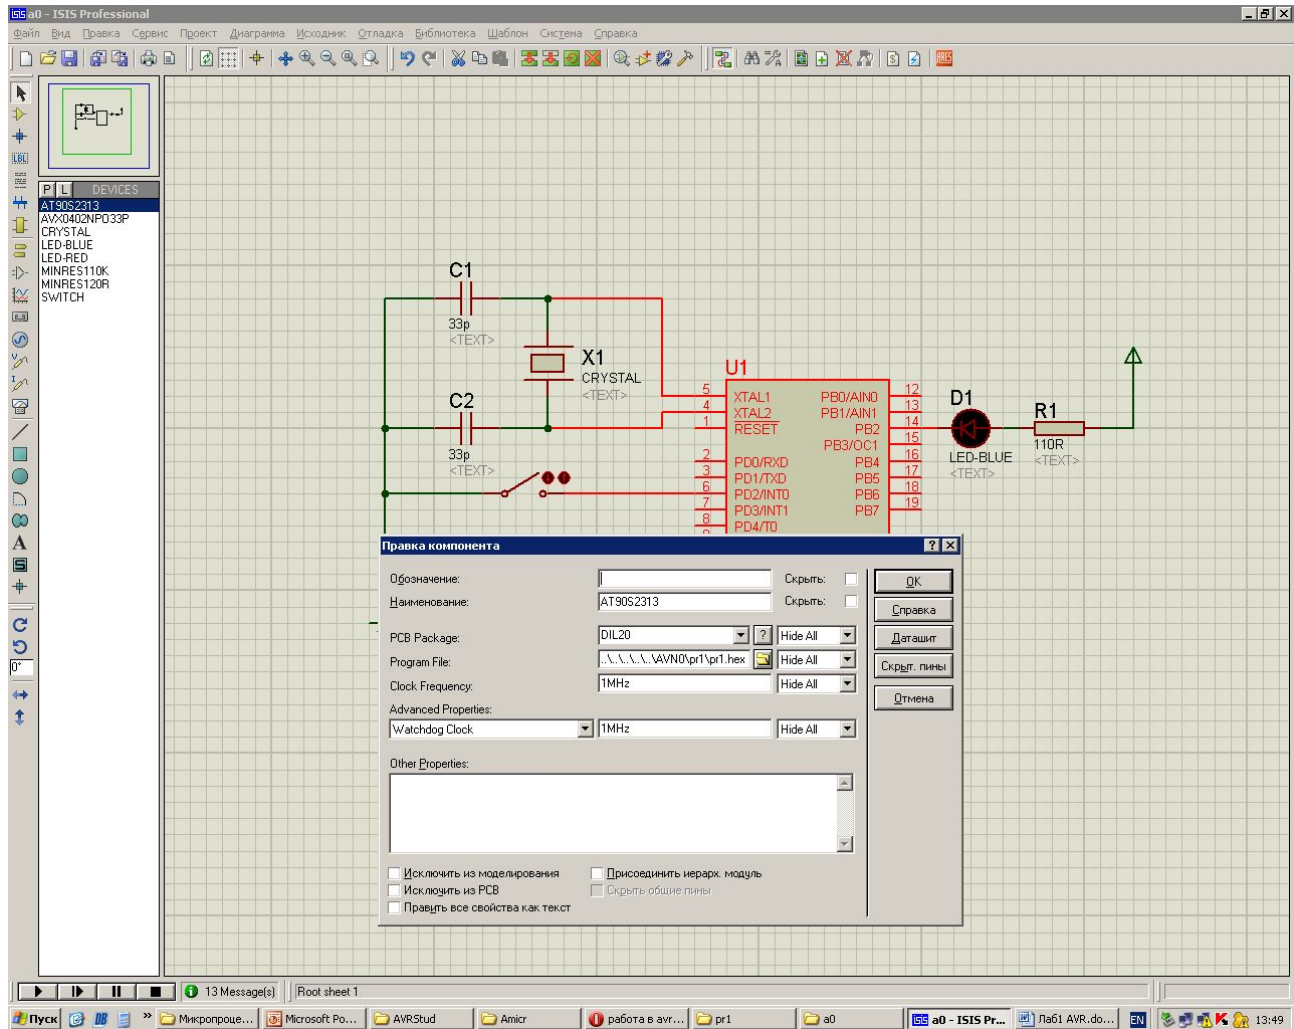 a0 - ISIS Professional
Файл Вид Правка Сервис Проект Диаграмма Исходник Отладка Библиотека Шаблон Система Справка
P L DEVICES
AT90S2313
AVX0402NPO33P
CRYSTAL
LED-BLUE
LED-RED
MINRES110K
MINRES120R
SWITCH
LBL
A
S
0°
C1
33p
<TEXT>
X1
CRYSTAL
<TEXT>
C2
33p
<TEXT>
U1
5 XTAL1 PB0/AIN0 12
4 XTAL2 PB1/AIN1 13
1 RESET PB2 14
PB3/OC1 15
2 PD0/RXD PB4 16
3 PD1/TXD PB5 17
6 PD2/INT0 PB6 18
7 PD3/INT1 PB7 19
8 PD4/T0
D1
LED-BLUE
<TEXT>
R1
110R
<TEXT>
Правка компонента
Обозначение: Скрыть:
Наименование: AT90S2313 Скрыть:
PCB Package: DIL20 ? Hide All
Program File: ..\..\..\..\..\AVN0\pr1\pr1.hex Hide All
Clock Frequency: 1MHz Hide All
Advanced Properties:
Watchdog Clock 1MHz Hide All
Other Properties:
Исключить из моделирования Присоединить иерарх. модуль
Исключить из PCB Скрыть общие пины
Править все свойства как текст
OK
Справка
Даташит
Скрыт. пины
Отмена
13 Message(s) Root sheet 1
Пуск » Микропроце... Microsoft Po... AVRStud Amicr работа в avr... pr1 a0 a0 - ISIS Pr... Лаб1 AVR.do... EN 13:49